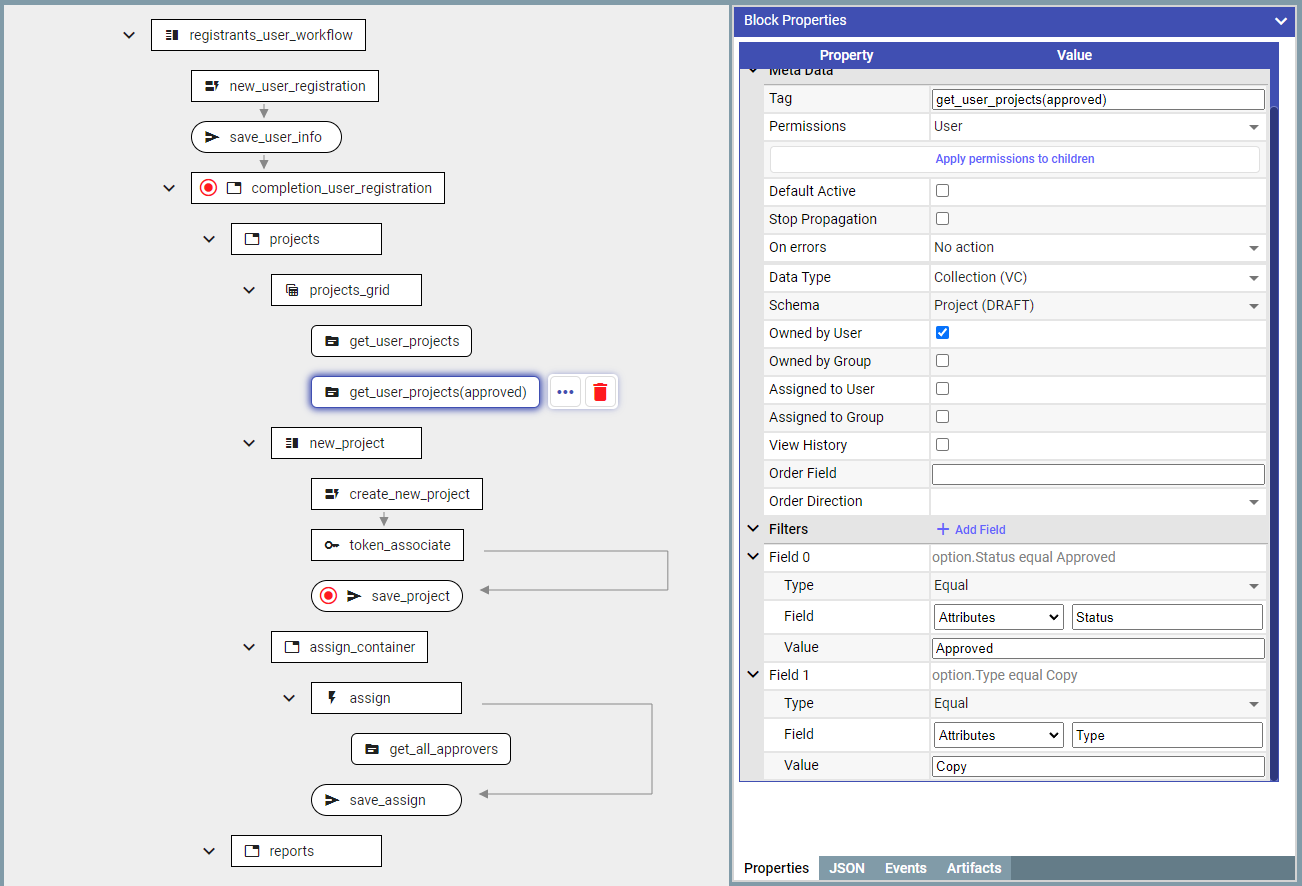 registrants_user_workflow
new_user_registration
save_user_info
completion_user_registration
projects
projects_grid
get_user_projects
get_user_projects(approved)
new_project
create_new_project
token_associate
save_project
assign_container
assign
get_all_approvers
save_assign
reports
Block Properties
Property Value
Meta Data
Tag get_user_projects(approved)
Permissions User
Apply permissions to children
Default Active
Stop Propagation
On errors No action
Data Type Collection (VC)
Schema Project (DRAFT)
Owned by User
Owned by Group
Assigned to User
Assigned to Group
View History
Order Field
Order Direction
Filters Add Field
Field 0 option.Status equal Approved
Type Equal
Field Attributes Status
Value Approved
Field 1 option.Type equal Copy
Type Equal
Field Attributes Type
Value Copy
Properties JSON Events Artifacts